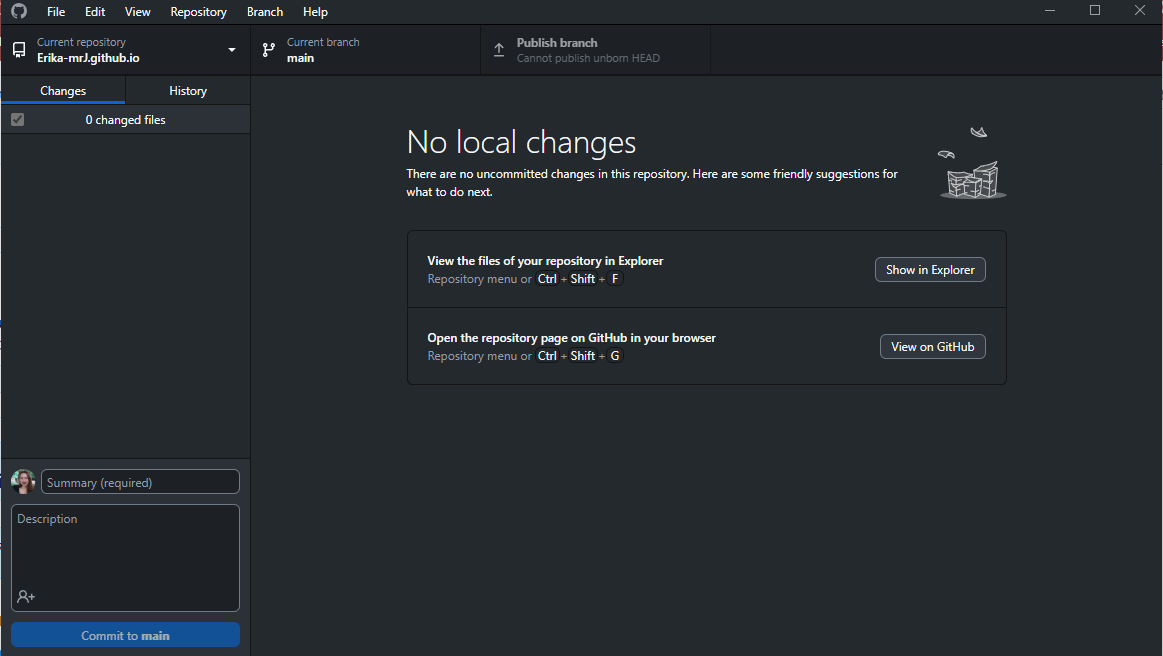 File Edit View Repository Branch Help
Current repository
Erika-mrJ.github.io
Current branch
main
Publish branch
Cannot publish unborn HEAD
Changes
History
0 changed files
No local changes
There are no uncommitted changes in this repository. Here are some friendly suggestions for
what to do next.
View the files of your repository in Explorer
Repository menu or Ctrl + Shift + F
Show in Explorer
Open the repository page on GitHub in your browser
Repository menu or Ctrl + Shift + G
View on GitHub
Summary (required)
Description
Commit to main